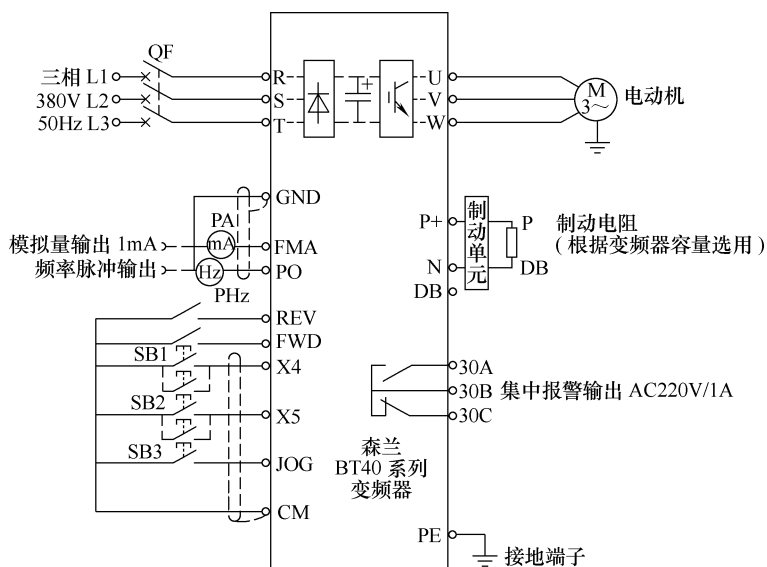 QF
三相 L1
380V L2
50Hz L3
R
S
T
+
U
V
W
M
3～
电动机
GND
PA
模拟量输出 1mA
mA
FMA
频率脉冲输出
Hz
PO
PHz
P+
制动单元
P
N
DB
DB
制动电阻
( 根据变频器容量选用 )
REV
FWD
SB1
X4
SB2
X5
SB3
JOG
CM
30A
30B
30C
集中报警输出 AC220V/1A
森兰
BT40 系列
变频器
PE
接地端子